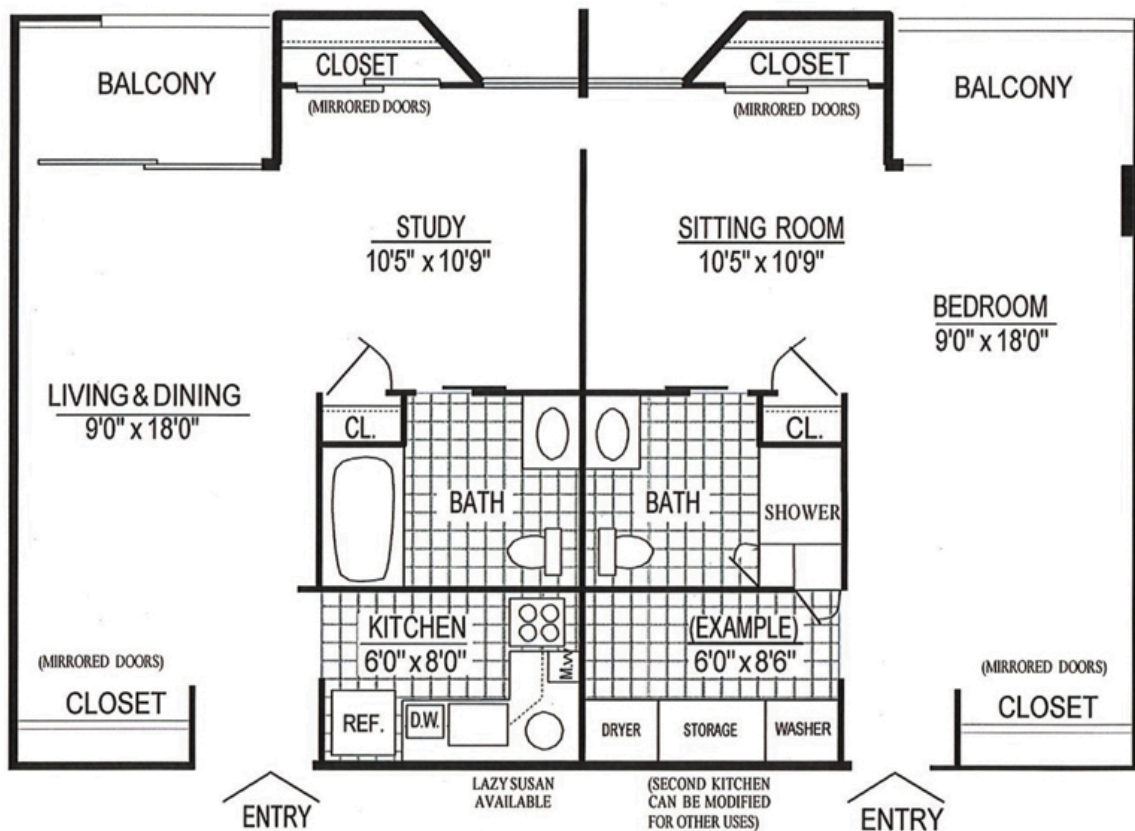 BALCONY
CLOSET
(MIRRORED DOORS)
CLOSET
(MIRRORED DOORS)
BALCONY
STUDY
10'5" x 10'9"
SITTING ROOM
10'5" x 10'9"
BEDROOM
9'0" x 18'0"
LIVING & DINING
9'0" x 18'0"
CL.
BATH
BATH
CL.
SHOWER
KITCHEN
6'0" x 8'0"
M.W
(EXAMPLE)
6'0" x 8'6"
(MIRRORED DOORS)
CLOSET
REF.
D.W.
DRYER
STORAGE
WASHER
(MIRRORED DOORS)
CLOSET
ENTRY
LAZY SUSAN
AVAILABLE
(SECOND KITCHEN
CAN BE MODIFIED
FOR OTHER USES)
ENTRY